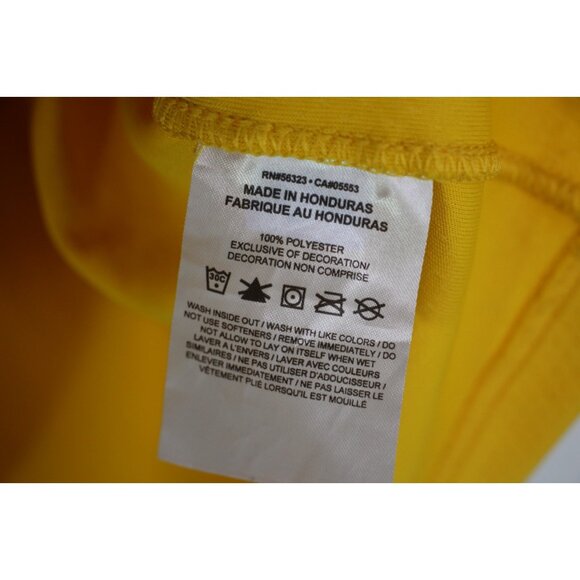 RN#56323 • CA#05553
MADE IN HONDURAS
FABRIQUE AU HONDURAS
100% POLYESTER
EXCLUSIVE OF DECORATION/
DECORATION NON COMPRISE
30C
WASH INSIDE OUT / WASH WITH LIKE COLORS / DO
NOT USE SOFTENERS / REMOVE IMMEDIATELY / DO
NOT ALLOW TO LAY ON ITSELF WHEN WET
LAVER A L'ENVERS / LAVER AVEC COULEURS
SIMILAIRES / NE PAS UTILISER D'ADOUCISSEUR /
ENLEVER IMMEDIATEMENT / NE PAS LAISSER LE
VÊTEMENT PLIE LORSQU'IL EST MOUILLÉ